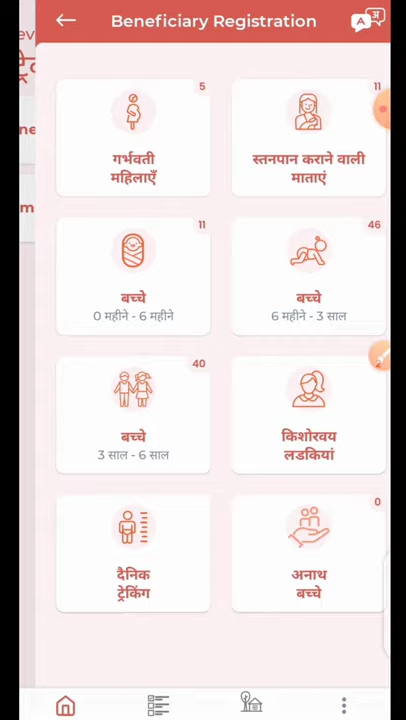 Beneficiary Registration
5
11
गर्भवती
महिलाएँ
स्तनपान कराने वाली
माताएं
11
46
बच्चे
0 महीने - 6 महीने
बच्चे
6 महीने - 3 साल
40
बच्चे
3 साल - 6 साल
किशोरवय
लडकियां
0
दैनिक
ट्रेकिंग
अनाथ
बच्चे